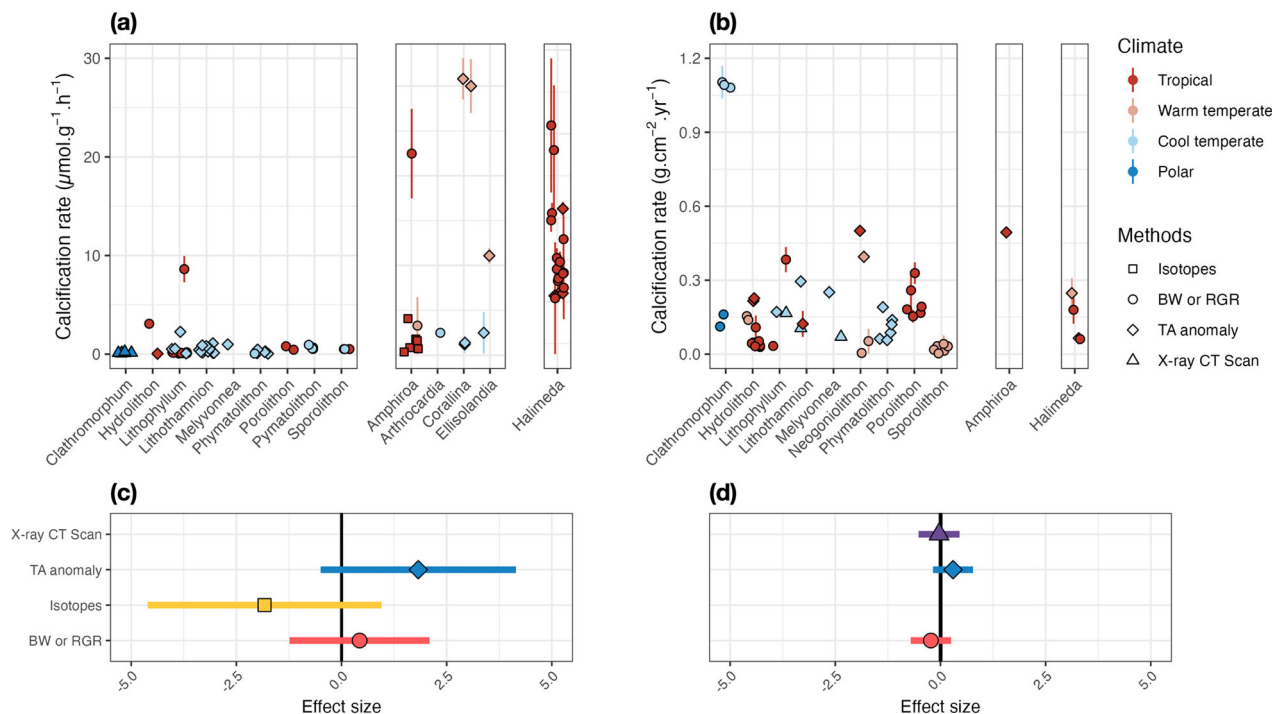 (a)
Calcification rate (µmol.g⁻¹.h⁻¹)
30
20
10
0
Clathromorphum
Hydrolithon
Lithophyllum
Lithothamnion
Melyvonnea
Phymatolithon
Porolithon
Pymatolithon
Sporolithon
Amphiroa
Arthrocardia
Corallina
Ellisolandia
Halimeda
(b)
Calcification rate (g.cm⁻².yr⁻¹)
1.2
0.9
0.6
0.3
0.0
Clathromorphum
Hydrolithon
Lithophyllum
Lithothamnion
Melyvonnea
Neogoniolithon
Phymatolithon
Porolithon
Sporolithon
Amphiroa
Halimeda
Climate
Tropical
Warm temperate
Cool temperate
Polar
Methods
Isotopes
BW or RGR
TA anomaly
X-ray CT Scan
(c)
X-ray CT Scan
TA anomaly
Isotopes
BW or RGR
-5.0
-2.5
0.0
2.5
5.0
Effect size
(d)
-5.0
-2.5
0.0
2.5
5.0
Effect size